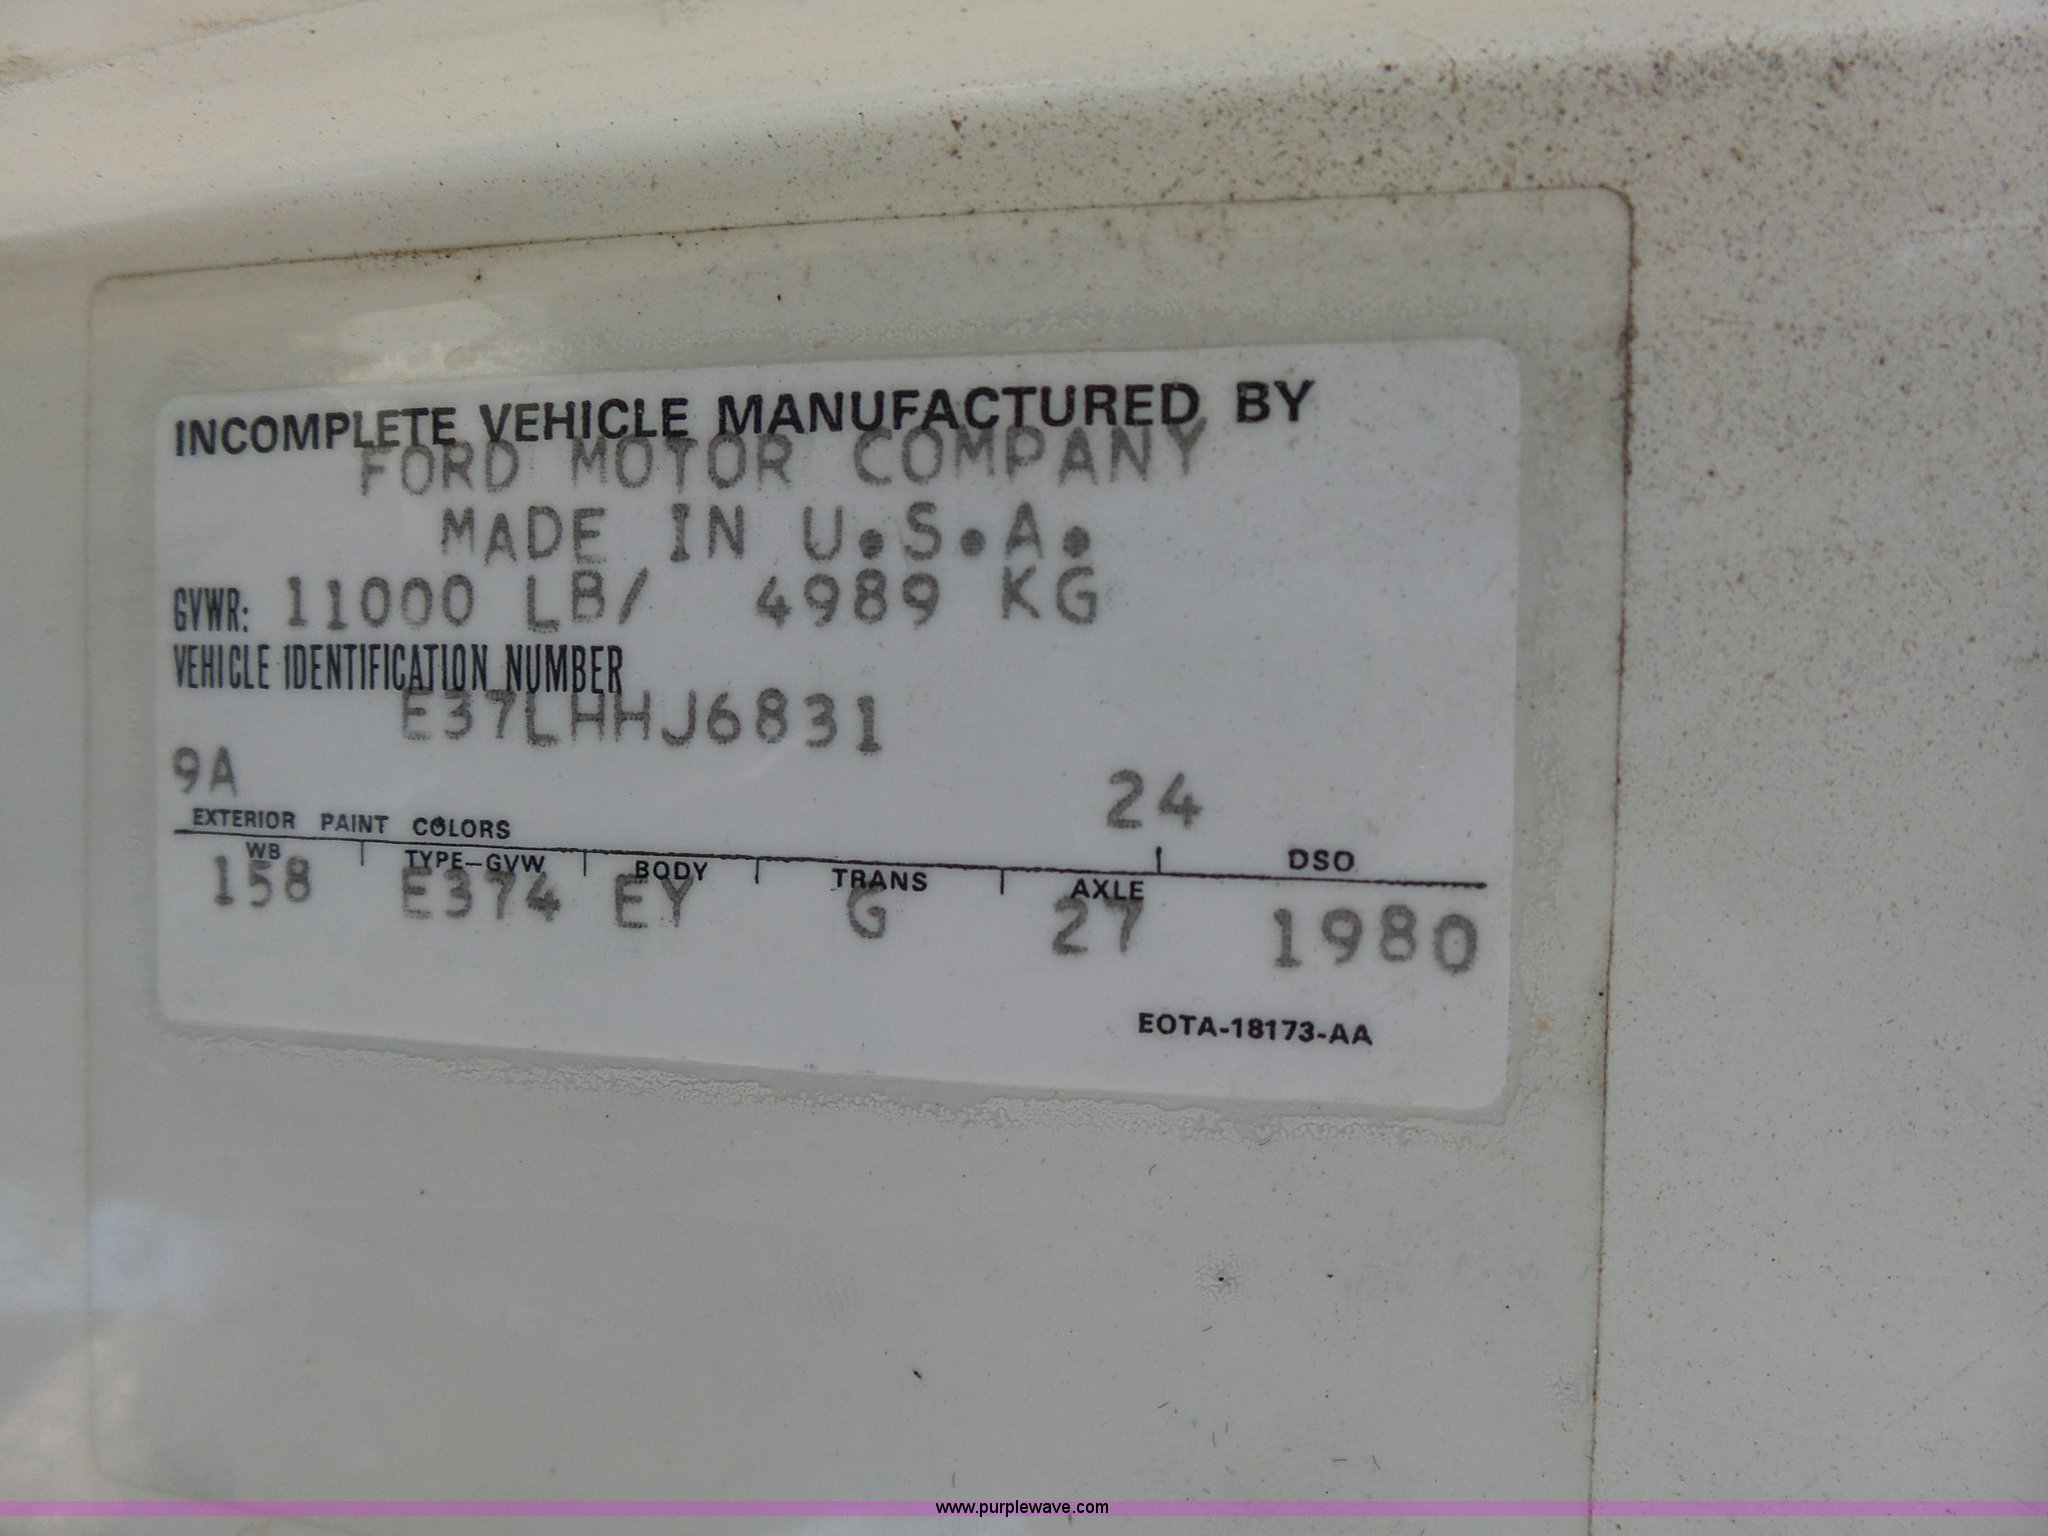 INCOMPLETE VEHICLE MANUFACTURED BY
FORD MOTOR COMPANY
MADE IN U.S.A.
GVWR: 11000 LB/ 4989 KG
VEHICLE IDENTIFICATION NUMBER
E37LHHJ6831
9A 24
EXTERIOR PAINT COLORS DSO
WB TYPE-GVW BODY TRANS AXLE
158 E374 EY G 27 1980
EOTA-18173-AA
www.purplewave.com